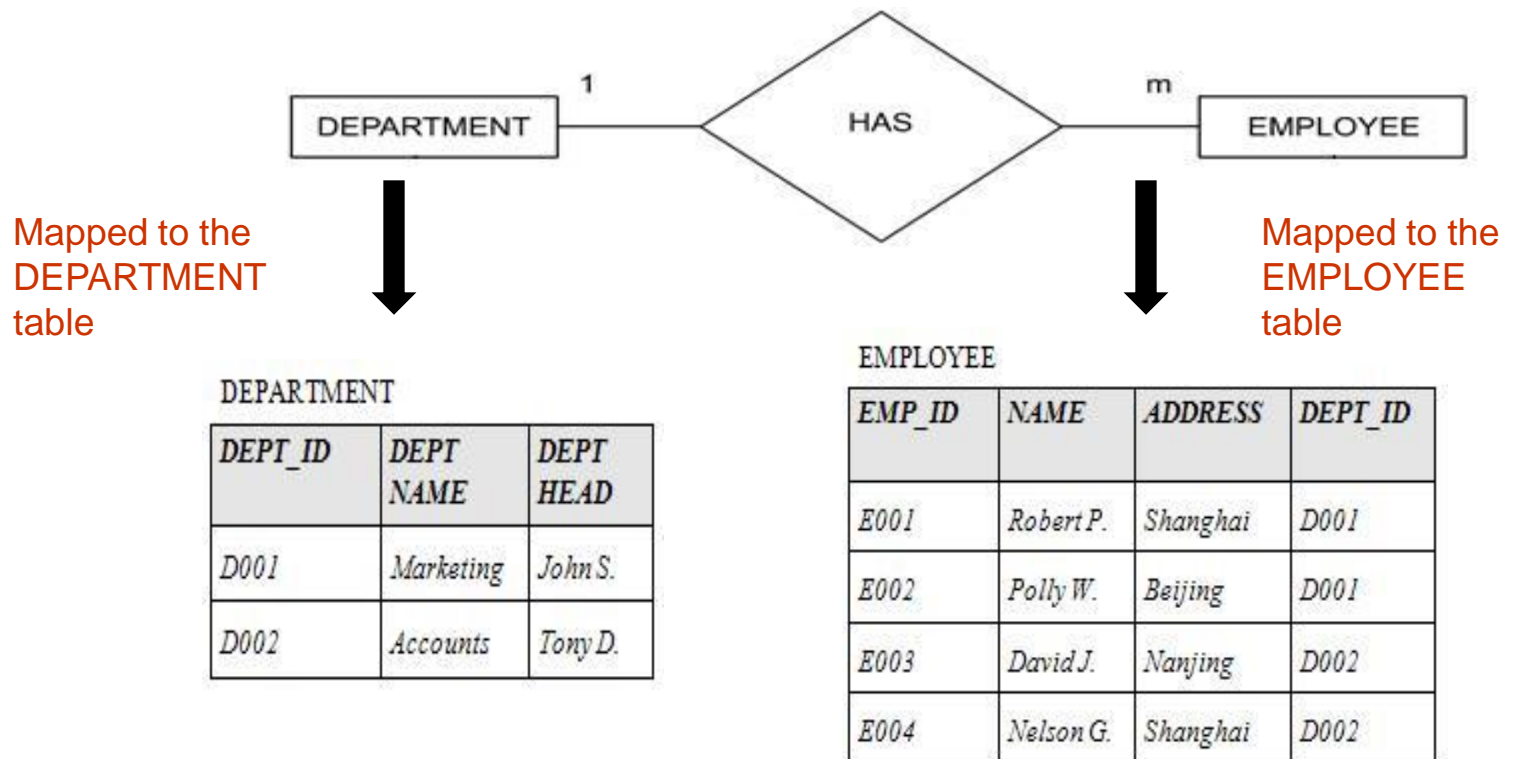 1
m
DEPARTMENT
HAS
EMPLOYEE
Mapped to the
DEPARTMENT
table
Mapped to the
EMPLOYEE
table
DEPARTMENT
DEPT_ID DEPT NAME DEPT HEAD
D001 Marketing John S.
D002 Accounts Tony D.
EMPLOYEE
EMP_ID NAME ADDRESS DEPT_ID
E001 Robert P. Shanghai D001
E002 Polly W. Beijing D001
E003 David J. Nanjing D002
E004 Nelson G. Shanghai D002